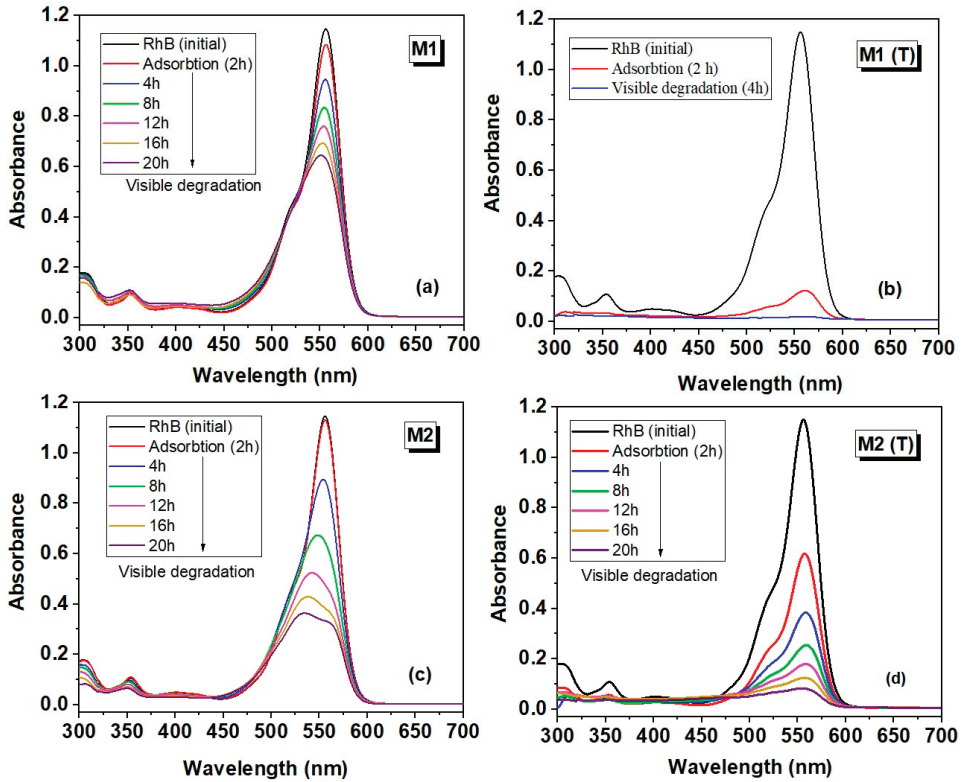 M1
RhB (initial)
Adsorbtion (2h)
4h
8h
12h
16h
20h
Visible degradation
(a)
Absorbance
1.2
1.0
0.8
0.6
0.4
0.2
0.0
300 350 400 450 500 550 600 650 700
Wavelength (nm)
M1 (T)
RhB (initial)
Adsorbtion (2 h)
Visible degradation (4h)
(b)
Absorbance
1.2
1.0
0.8
0.6
0.4
0.2
0.0
300 350 400 450 500 550 600 650 700
Wavelength (nm)
M2
RhB (initial)
Adsorbtion (2h)
4h
8h
12h
16h
20h
Visible degradation
(c)
Absorbance
1.2
1.0
0.8
0.6
0.4
0.2
0.0
300 350 400 450 500 550 600 650 700
Wavelength (nm)
M2 (T)
RhB (initial)
Adsorbtion (2h)
4h
8h
12h
16h
20h
Visible degradation
(d)
Absorbance
1.2
1.0
0.8
0.6
0.4
0.2
0.0
300 350 400 450 500 550 600 650 700
Wavelength (nm)